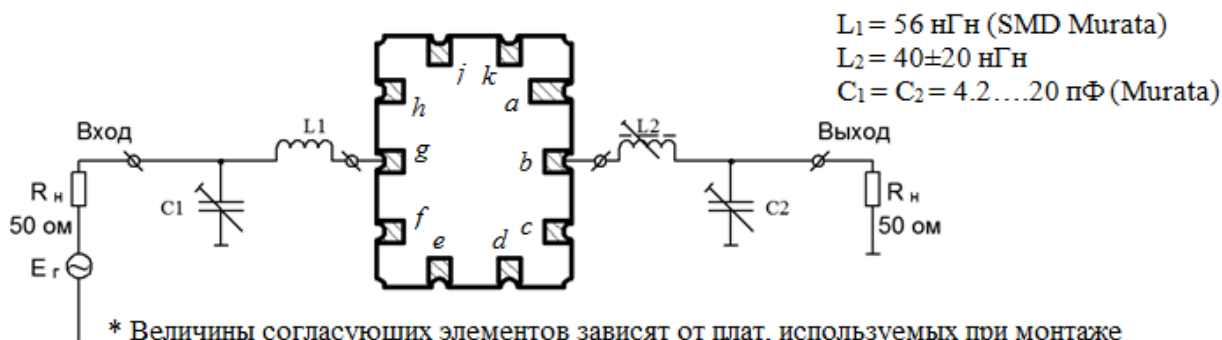 L₁ = 56 нГн (SMD Murata)
L₂ = 40±20 нГн
C₁ = C₂ = 4.2….20 пФ (Murata)
j k
h a
Вход L1 L2 Выход
g b
R н 50 ом C1 C2 R н 50 ом
f c
e d
E г
* Величины согласующих элементов зависят от плат, используемых при монтаже